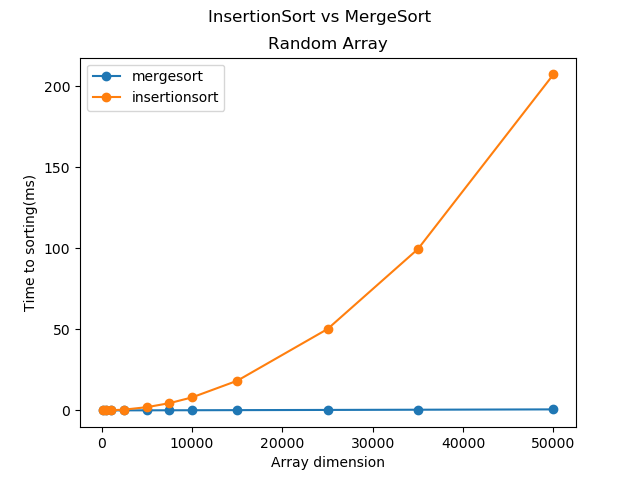 InsertionSort vs MergeSort
Random Array
mergesort
insertionsort
Time to sorting(ms)
200
150
100
50
0
0 10000 20000 30000 40000 50000
Array dimension